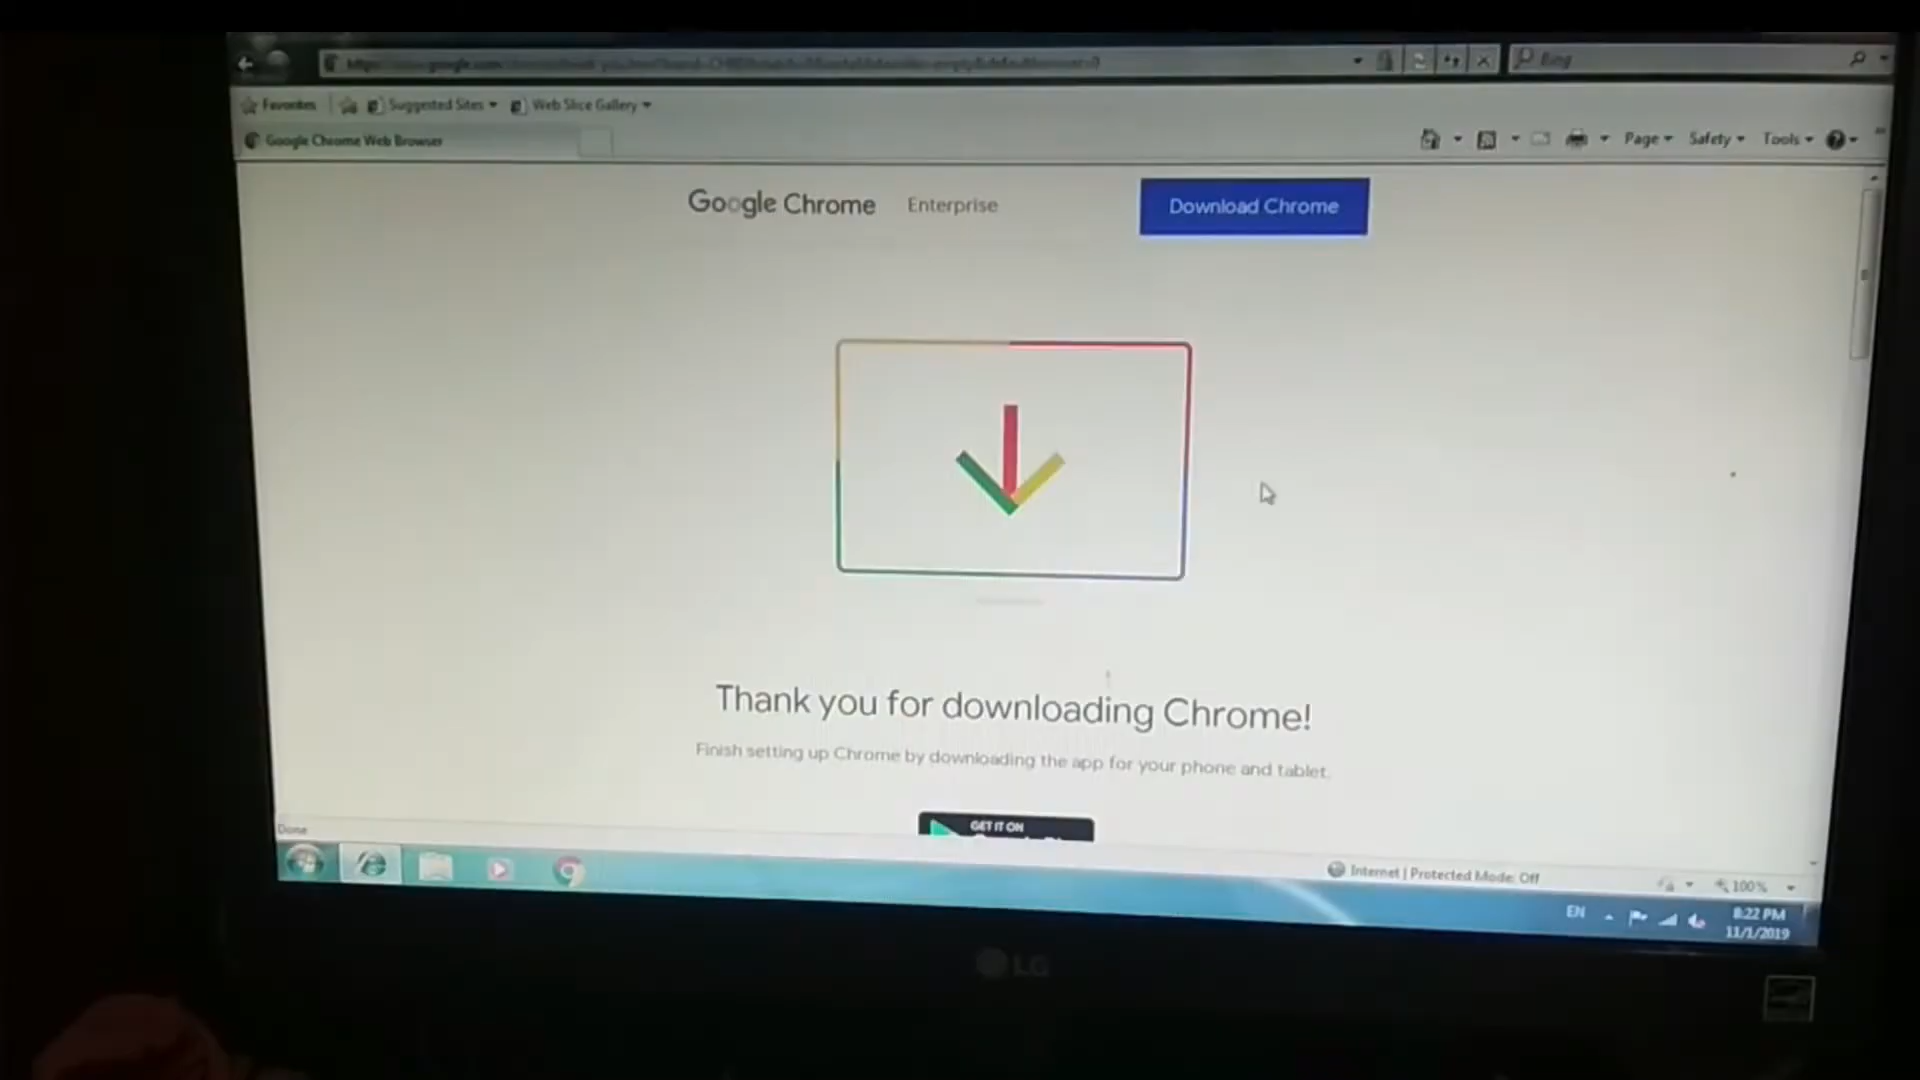 Bing
Favorites Suggested Sites Web Slice Gallery
Google Chrome Web Browser Page Safety Tools
Google Chrome Enterprise Download Chrome
Thank you for downloading Chrome!
Finish setting up Chrome by downloading the app for your phone and tablet.
GET IT ON
Done
Internet | Protected Mode: Off 100%
EN 8:22 PM
11/1/2019
LG